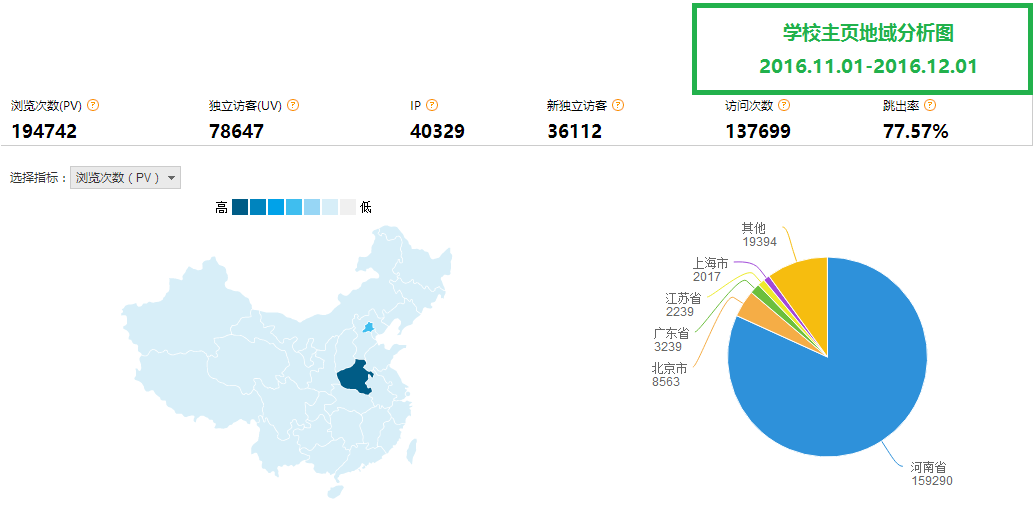 学校主页地域分析图
2016.11.01-2016.12.01
浏览次数(PV) ?
独立访客(UV) ?
IP ?
新独立访客 ?
访问次数 ?
跳出率 ?
194742
78647
40329
36112
137699
77.57%
选择指标：浏览次数（PV）
高
低
其他
19394
上海市
2017
江苏省
2239
广东省
3239
北京市
8563
河南省
159290